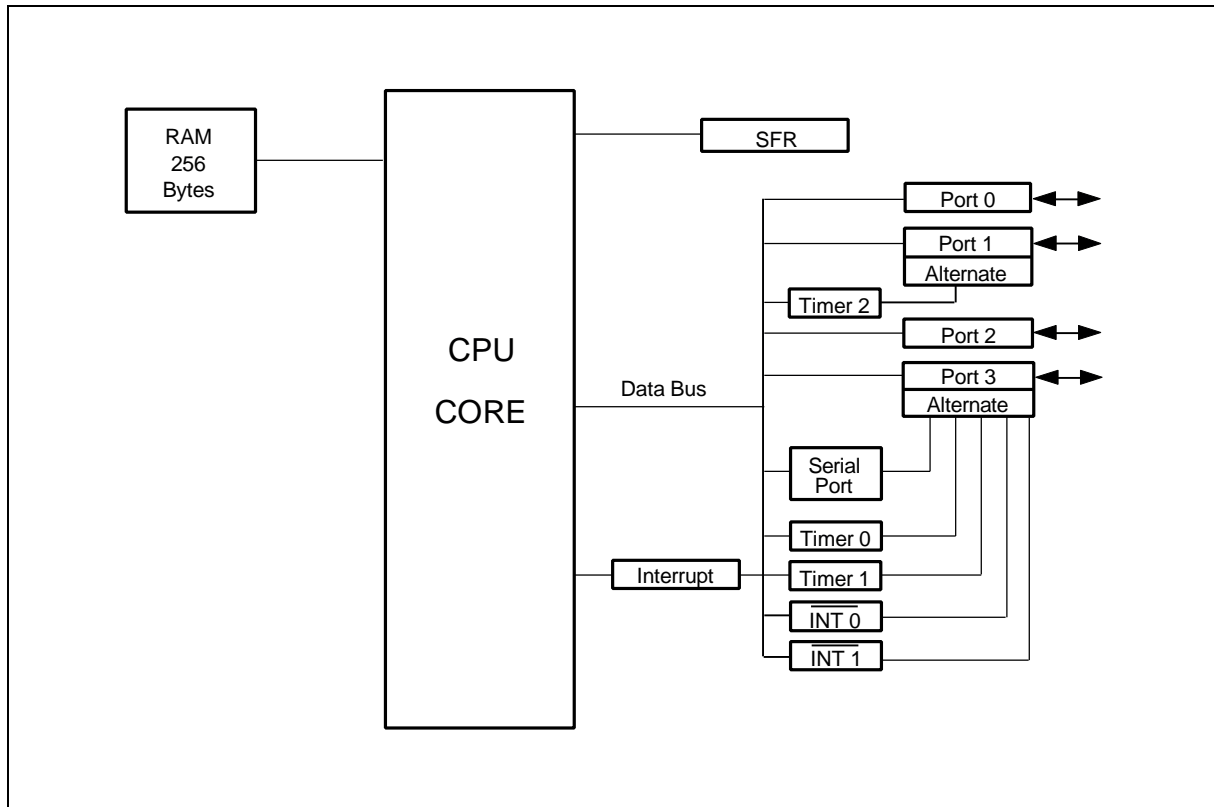 RAM
256
Bytes
CPU
CORE
SFR
Port 0
Port 1
Alternate
Timer 2
Port 2
Port 3
Alternate
Data Bus
Serial
Port
Timer 0
Interrupt
Timer 1
INT 0
INT 1